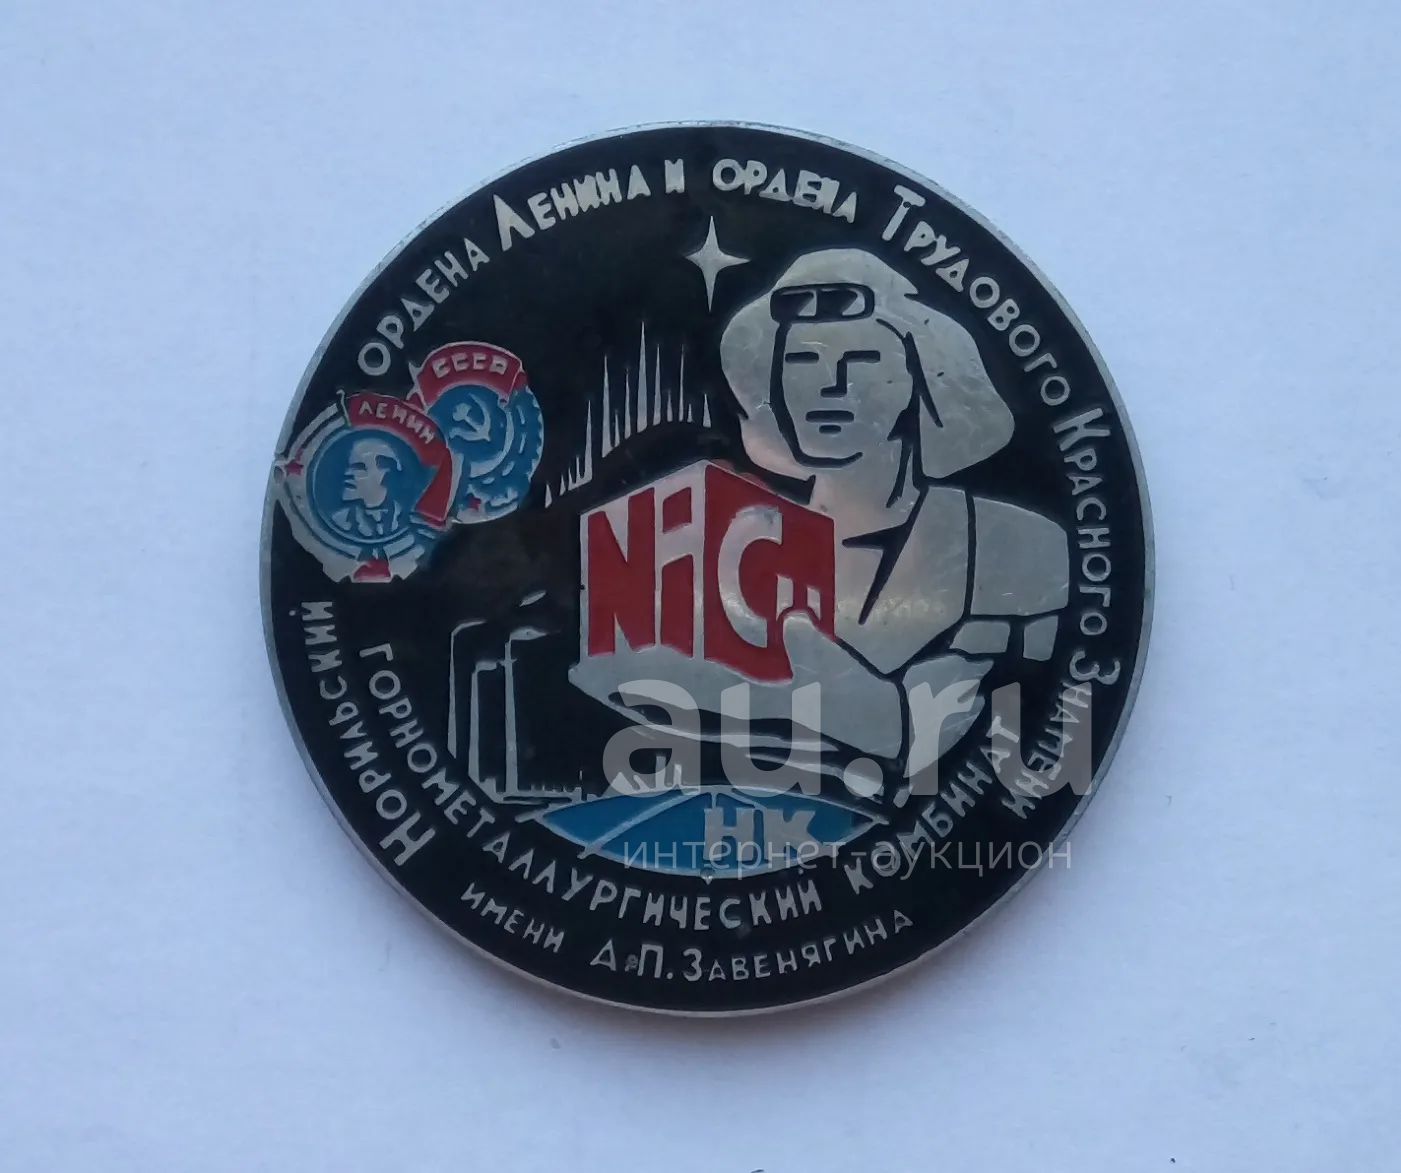 ОРДЕНА ЛЕНИНА И ОРДЕНА ТРУДОВОГО КРАСНОГО ЗНАМЕНИ
СССР
ЛЕНИН
NiCu
НК
НОРИЛЬСКИЙ
ГОРНОМЕТАЛЛУРГИЧЕСКИЙ КОМБИНАТ
ИМЕНИ А.П. ЗАВЕНЯГИНА
au.ru
интернет-аукцион